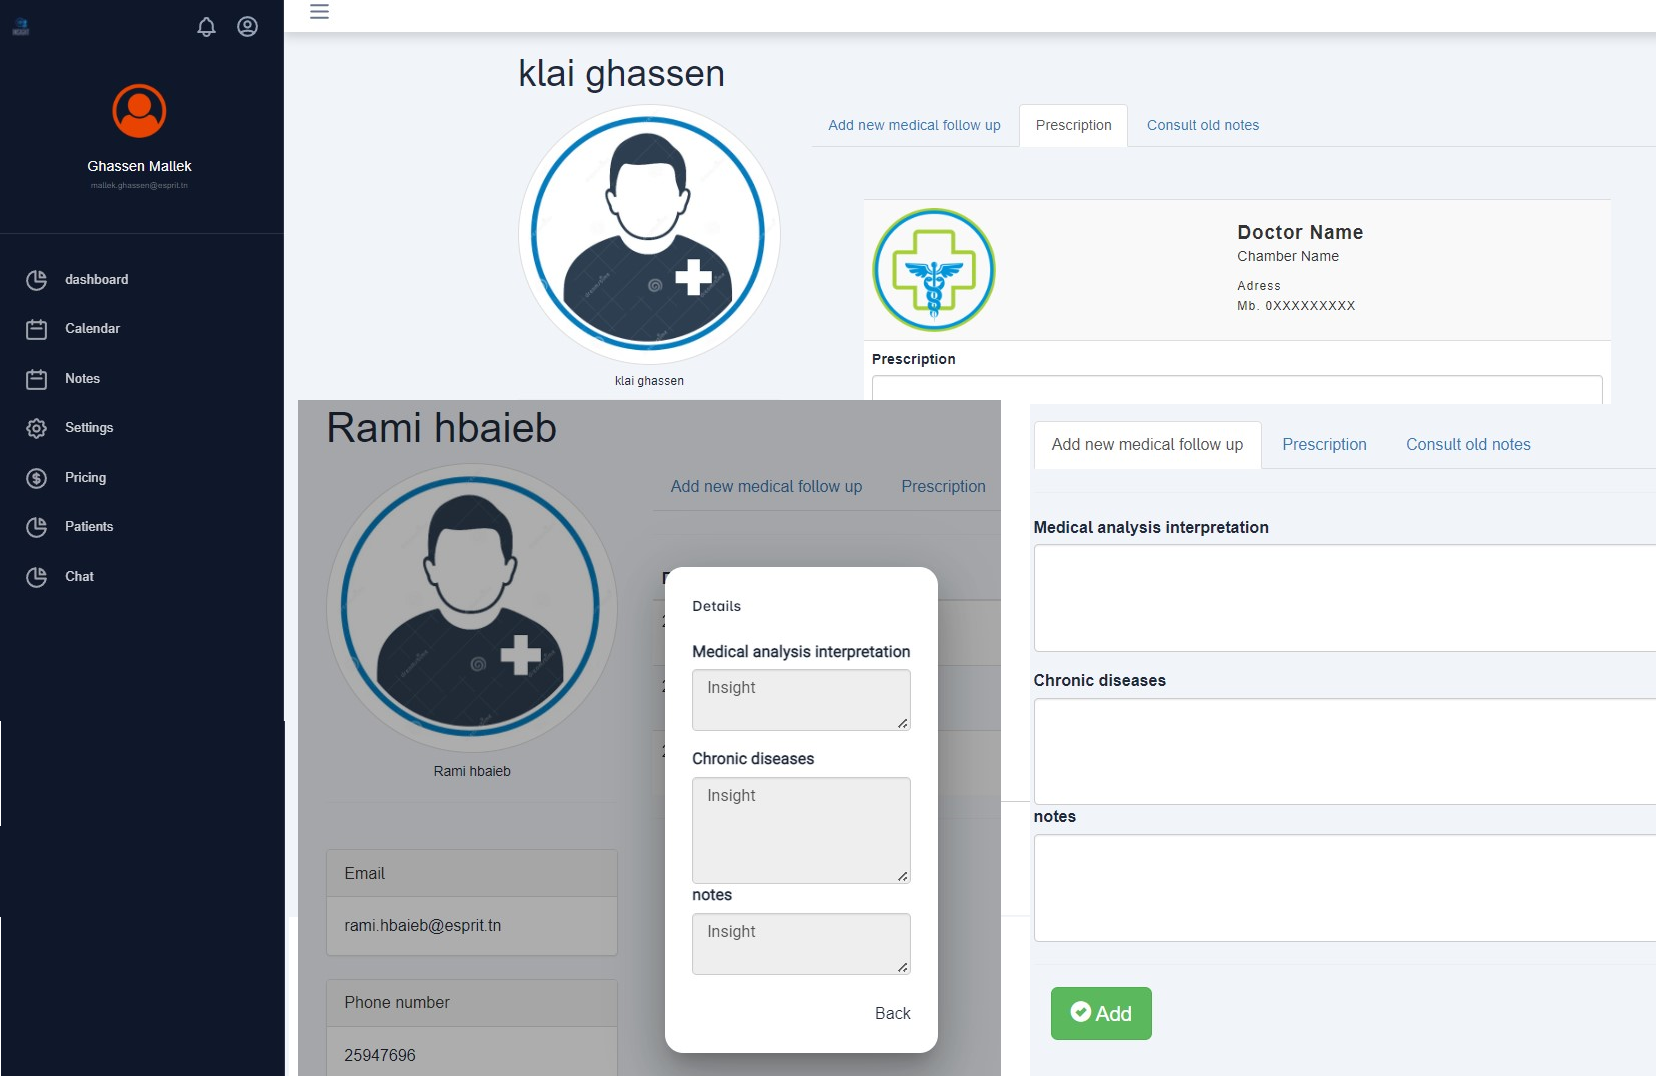 Ghassen Mallek
mallek.ghassen@esprit.tn
dashboard
Calendar
Notes
Settings
Pricing
Patients
Chat
klai ghassen
klai ghassen
Add new medical follow up
Prescription
Consult old notes
Doctor Name
Chamber Name
Adress
Mb. 0XXXXXXXXX
Prescription
Rami hbaieb
Rami hbaieb
Add new medical follow up
Prescription
Email
rami.hbaieb@esprit.tn
Phone number
25947696
Details
Medical analysis interpretation
Insight
Chronic diseases
Insight
notes
Insight
Back
Add new medical follow up
Prescription
Consult old notes
Medical analysis interpretation
Chronic diseases
notes
Add